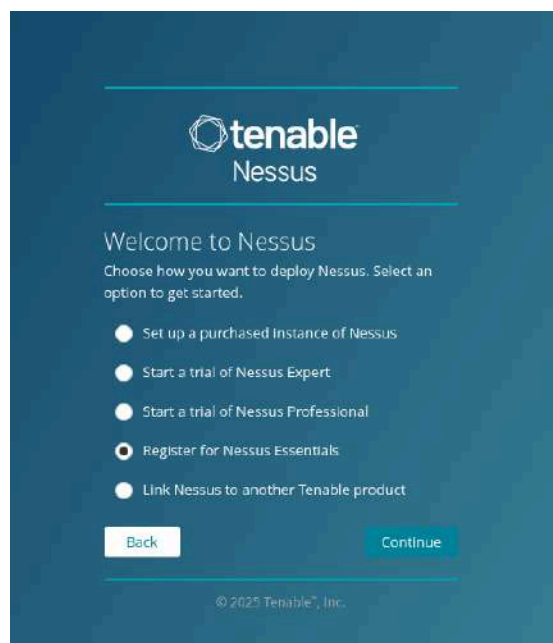 tenable
Nessus
Welcome to Nessus
Choose how you want to deploy Nessus. Select an
option to get started.
Set up a purchased instance of Nessus
Start a trial of Nessus Expert
Start a trial of Nessus Professional
Register for Nessus Essentials
Link Nessus to another Tenable product
Back
Continue
© 2025 Tenable™, Inc.